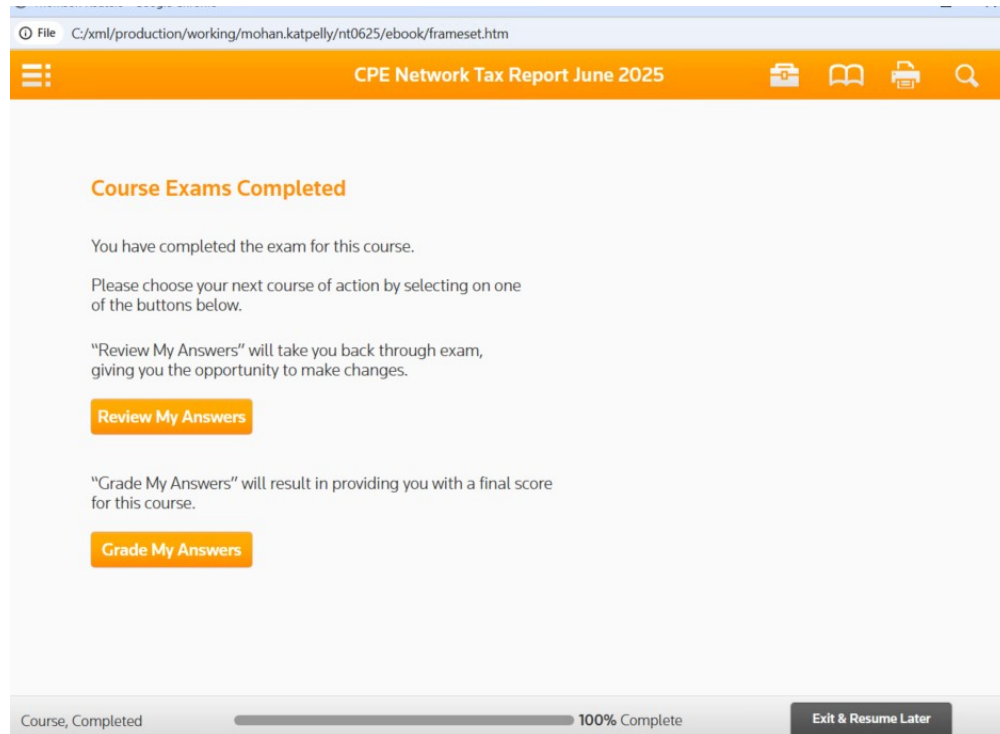 File C:/xml/production/working/mohan.katpelly/nt0625/ebook/frameset.htm
CPE Network Tax Report June 2025
Course Exams Completed
You have completed the exam for this course.
Please choose your next course of action by selecting on one
of the buttons below.
“Review My Answers” will take you back through exam,
giving you the opportunity to make changes.
Review My Answers
“Grade My Answers” will result in providing you with a final score
for this course.
Grade My Answers
Course, Completed 100% Complete Exit & Resume Later